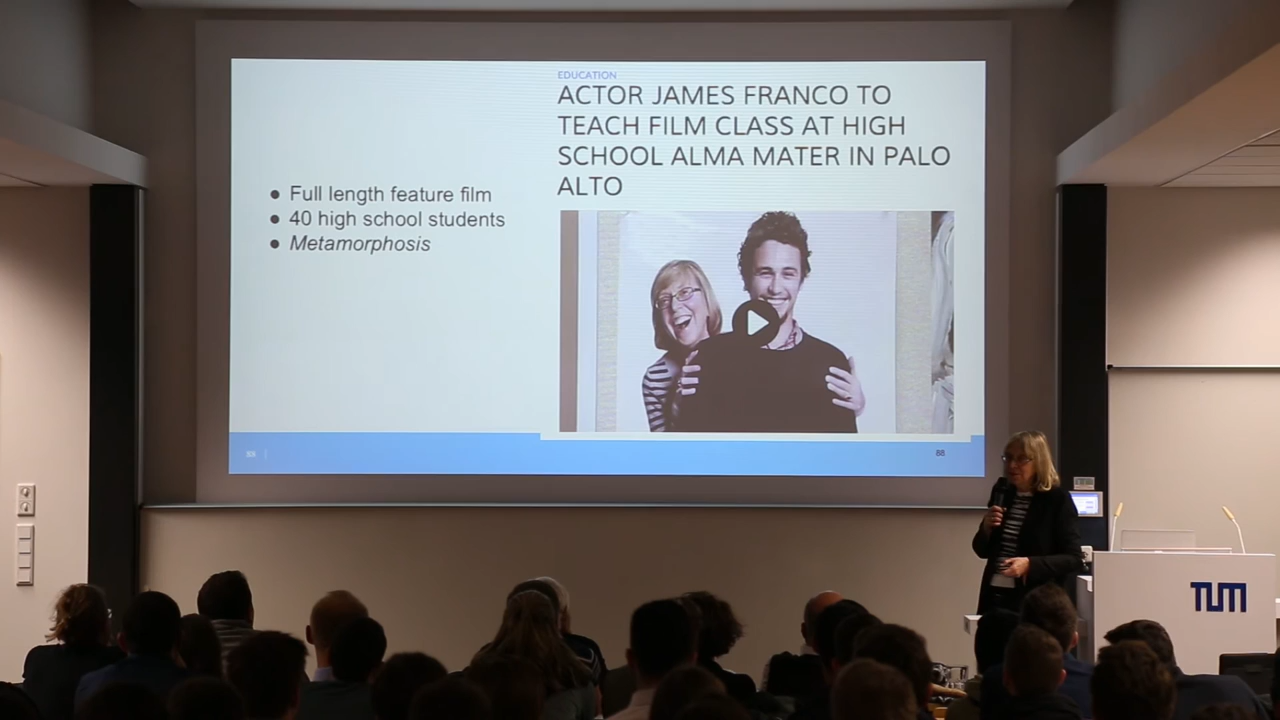 EDUCATION
ACTOR JAMES FRANCO TO
TEACH FILM CLASS AT HIGH
SCHOOL ALMA MATER IN PALO
ALTO
● Full length feature film
● 40 high school students
● Metamorphosis
88
88
TUM